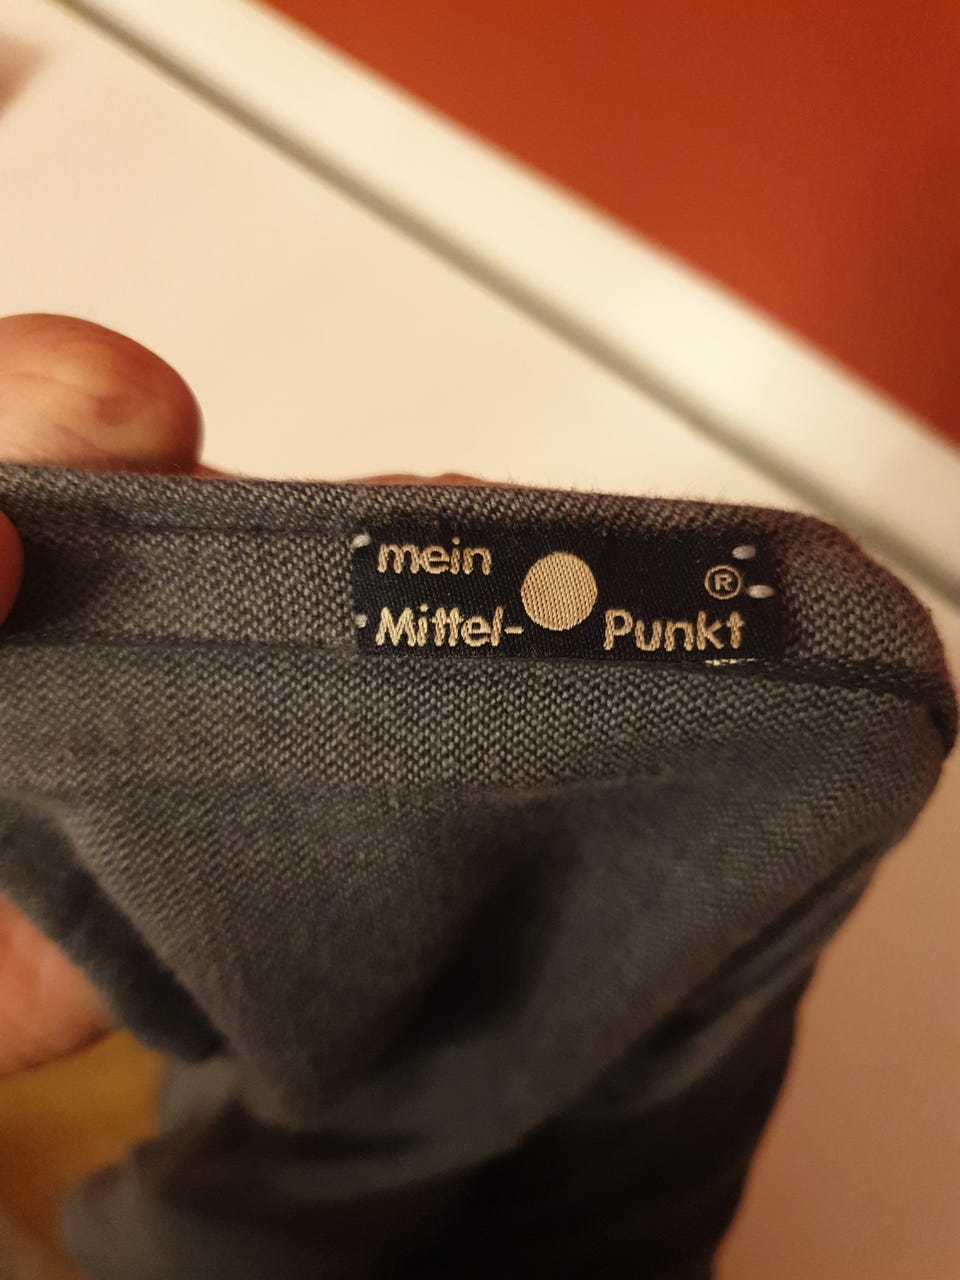 mein
®
Mittel- Punkt